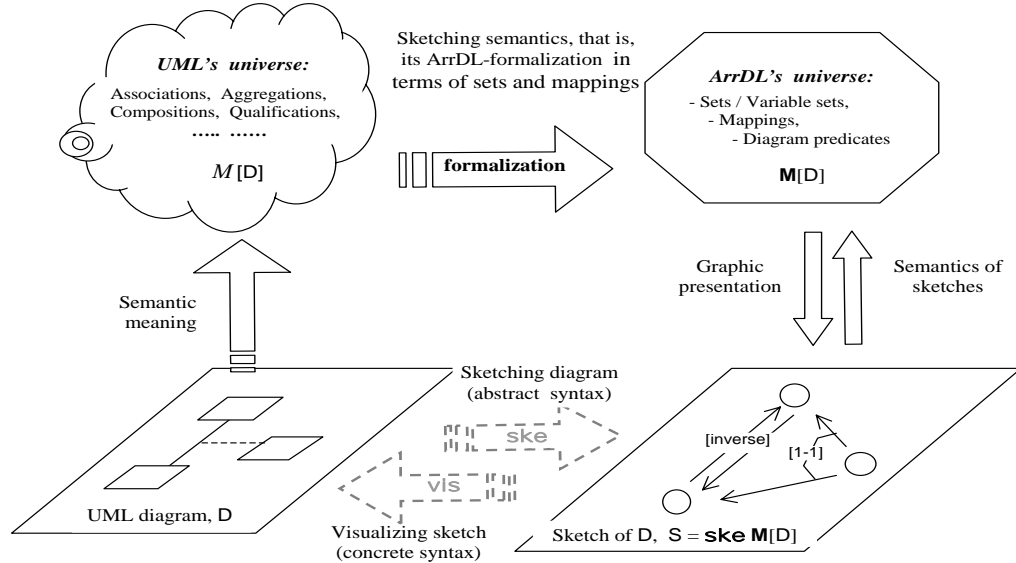 UML's universe:
Associations, Aggregations,
Compositions, Qualifications,
..... ......
M[D]
Sketching semantics, that is,
its ArrDL-formalization in
terms of sets and mappings
formalization
ArrDL's universe:
- Sets / Variable sets,
- Mappings,
- Diagram predicates
M[D]
Semantic
meaning
Graphic
presentation
Semantics of
sketches
Sketching diagram
(abstract syntax)
ske
vis
Visualizing sketch
(concrete syntax)
UML diagram, D
[inverse]
[1-1]
Sketch of D, S = ske M[D]